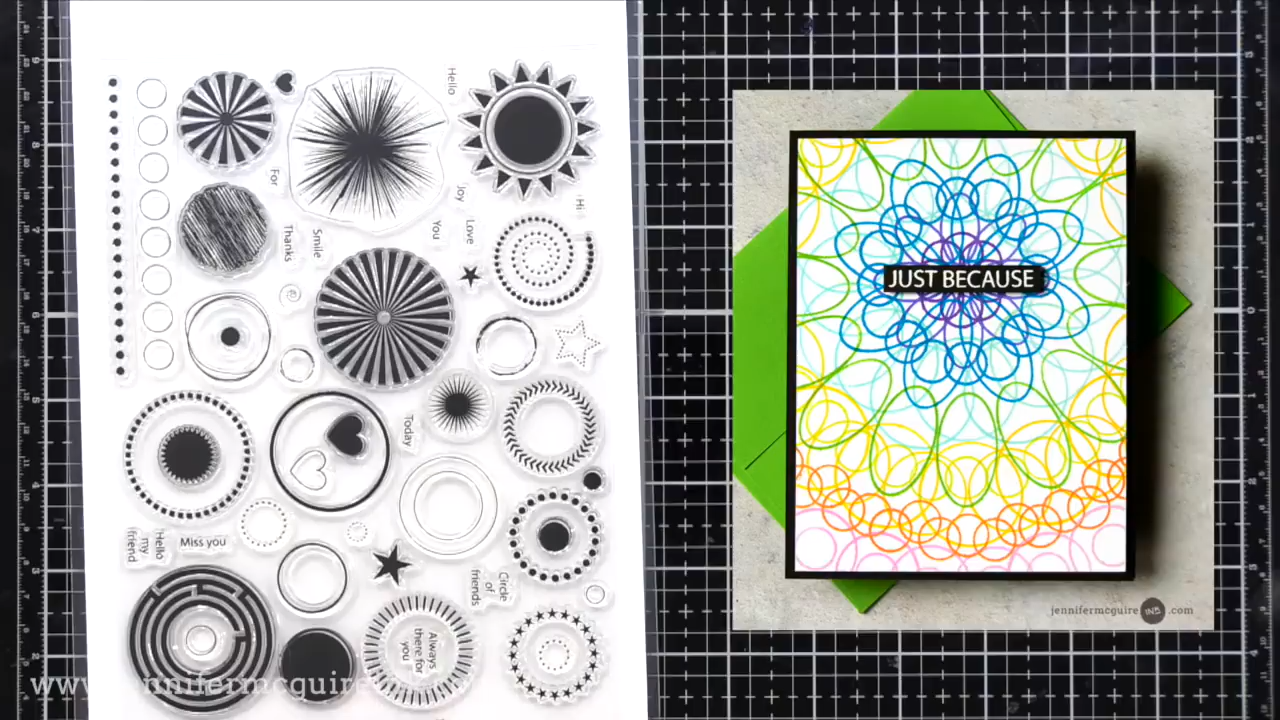 Hello
For
Joy
Hi
You
Love
Smile
Thanks
Today
Hello
my
friend
Miss you
Circle
of
friends
Always
there for
you
JUST BECAUSE
jennifermcguire INK .com